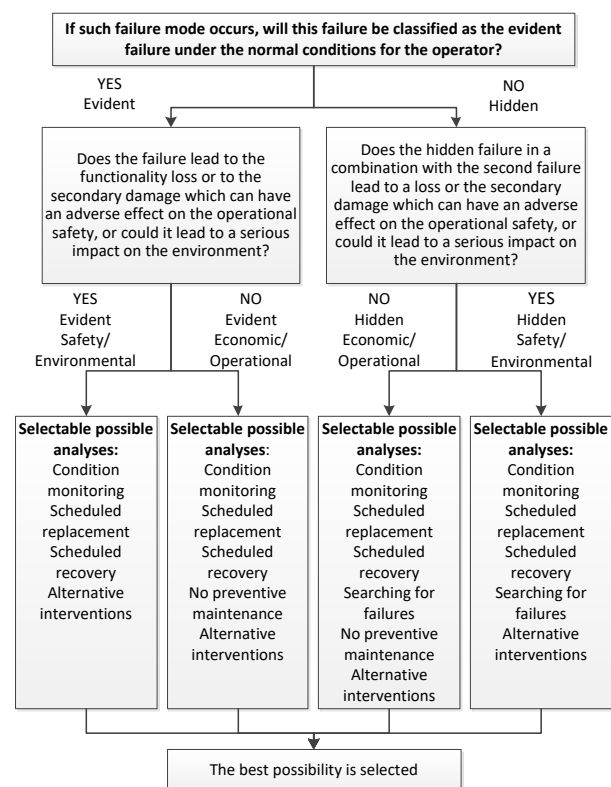 If such failure mode occurs, will this failure be classified as the evident
failure under the normal conditions for the operator?
YES
Evident
NO
Hidden
Does the failure lead to the
functionality loss or to the
secondary damage which can have
an adverse effect on the operational
safety, or could it lead to a serious
impact on the environment?
Does the hidden failure in a
combination with the second failure
lead to a loss or the secondary
damage which can have an adverse
effect on the operational safety, or
could it lead to a serious impact on
the environment?
YES
Evident
Safety/
Environmental
NO
Evident
Economic/
Operational
NO
Hidden
Economic/
Operational
YES
Hidden
Safety/
Environmental
Selectable possible
analyses:
Condition
monitoring
Scheduled
replacement
Scheduled
recovery
Alternative
interventions
Selectable possible
analyses:
Condition
monitoring
Scheduled
replacement
Scheduled
recovery
No preventive
maintenance
Alternative
interventions
Selectable possible
analyses:
Condition
monitoring
Scheduled
replacement
Scheduled
recovery
Searching for
failures
No preventive
maintenance
Alternative
interventions
Selectable possible
analyses:
Condition
monitoring
Scheduled
replacement
Scheduled
recovery
Searching for
failures
Alternative
interventions
The best possibility is selected